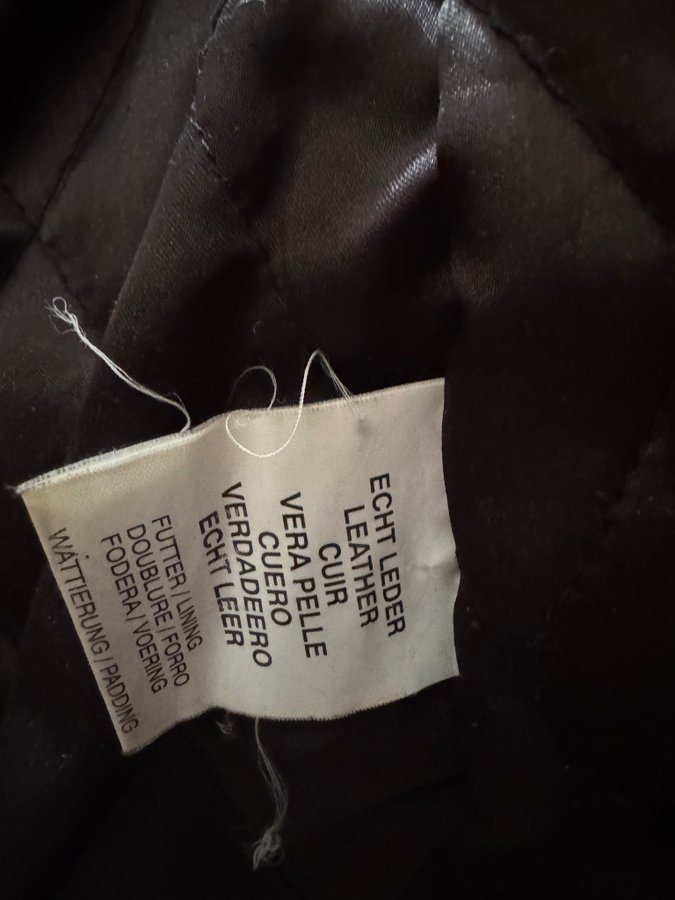 ECHT LEDER
LEATHER
CUIR
VERA PELLE
CUERO
VERDADEERO
ECHT LEER
FUTTER / LINING
DOUBLURE / FORRO
FODERA / VOERING
WATTIERUNG / PADDING